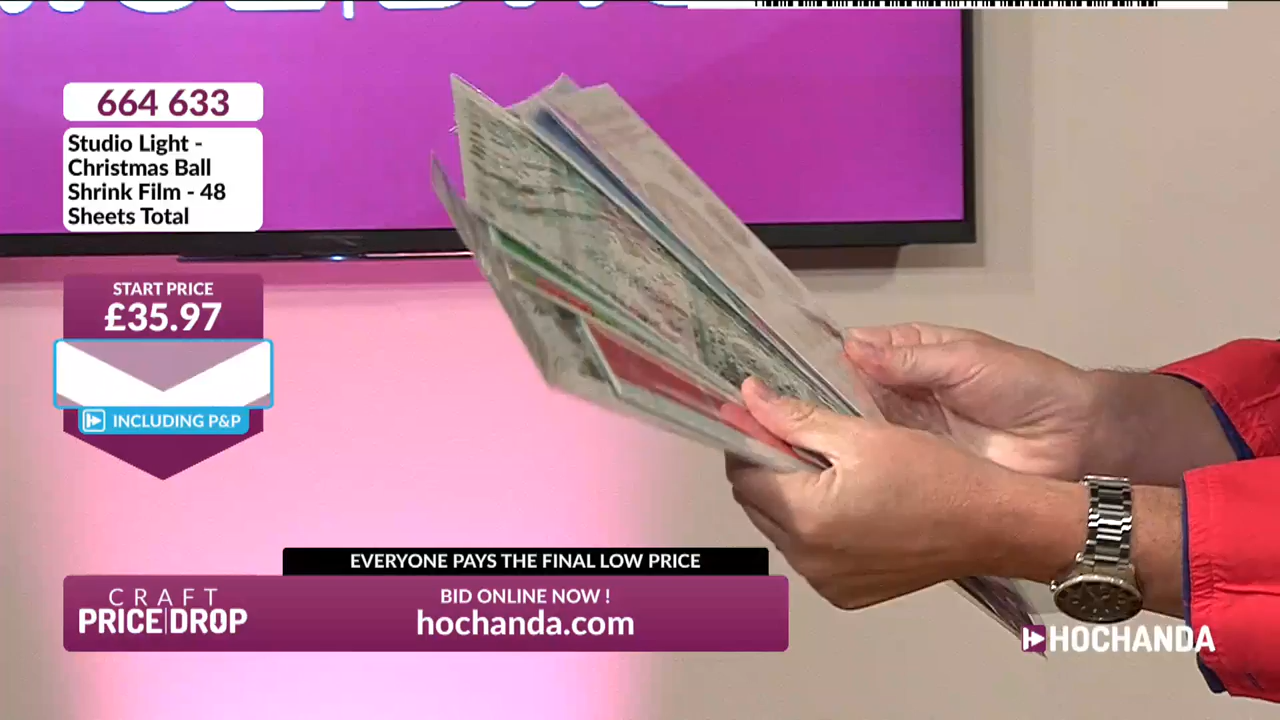 664 633
Studio Light -
Christmas Ball
Shrink Film - 48
Sheets Total
START PRICE
£35.97
INCLUDING P&P
EVERYONE PAYS THE FINAL LOW PRICE
CRAFT
PRICE DROP
BID ONLINE NOW !
hochanda.com
HOCHANDA